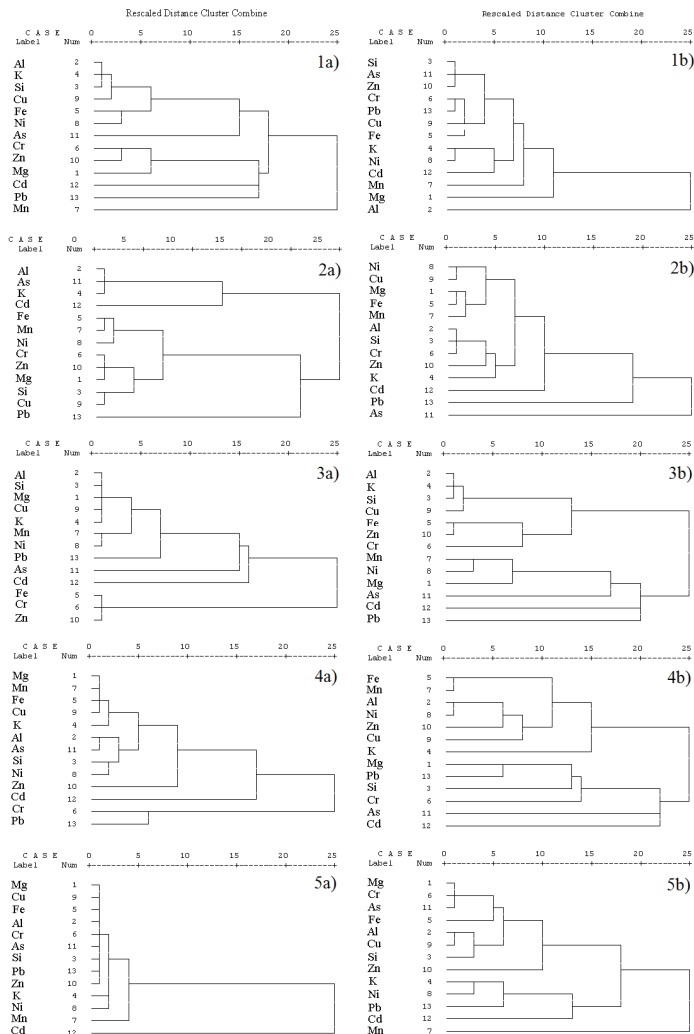 Rescaled Distance Cluster Combine
C A S E 0 5 10 15 20 25
Label Num
1a)
Al 2
K 4
Si 3
Cu 9
Fe 5
Ni 8
As 11
Cr 6
Zn 10
Mg 1
Cd 12
Pb 13
Mn 7
Rescaled Distance Cluster Combine
C A S E 0 5 10 15 20 25
Label Num
1b)
Si 3
As 11
Zn 10
Cr 6
Pb 13
Cu 9
Fe 5
K 4
Ni 8
Cd 12
Mn 7
Mg 1
Al 2
C A S E 5 10 15 20 25
Label Num
2a)
Al 2
As 11
K 4
Cd 12
Fe 5
Mn 7
Ni 8
Cr 6
Zn 10
Mg 1
Si 3
Cu 9
Pb 13
C A S E 0 5 10 15 20 25
Label Num
2b)
Ni 8
Cu 9
Mg 1
Fe 5
Mn 7
Al 2
Si 3
Cr 6
Zn 10
K 4
Cd 12
Pb 13
As 11
C A S E 0 5 10 15 20 25
Label Num
3a)
Al 2
Si 3
Mg 1
Cu 9
K 4
Mn 7
Ni 8
Pb 13
As 11
Cd 12
Fe 5
Cr 6
Zn 10
C A S E 0 5 10 15 20 25
Label Num
3b)
Al 2
K 4
Si 3
Cu 9
Fe 5
Zn 10
Cr 6
Mn 7
Ni 8
Mg 1
As 11
Cd 12
Pb 13
C A S E 0 5 10 15 20 25
Label Num
4a)
Mg 1
Mn 7
Fe 5
Cu 9
K 4
Al 2
As 11
Si 3
Ni 8
Zn 10
Cd 12
Cr 6
Pb 13
C A S E 0 5 10 15 20 25
Label Num
4b)
Fe 5
Mn 7
Al 2
Ni 8
Zn 10
Cu 9
K 4
Mg 1
Pb 13
Si 3
Cr 6
As 11
Cd 12
C A S E 0 5 10 15 20 25
Label Num
5a)
Mg 1
Cu 9
Fe 5
Al 2
Cr 6
As 11
Si 3
Pb 13
Zn 10
K 4
Ni 8
Mn 7
Cd 12
C A S E 0 5 10 15 20 25
Label Num
5b)
Mg 1
Cr 6
As 11
Fe 5
Al 2
Cu 9
Si 3
Zn 10
K 4
Ni 8
Pb 13
Cd 12
Mn 7